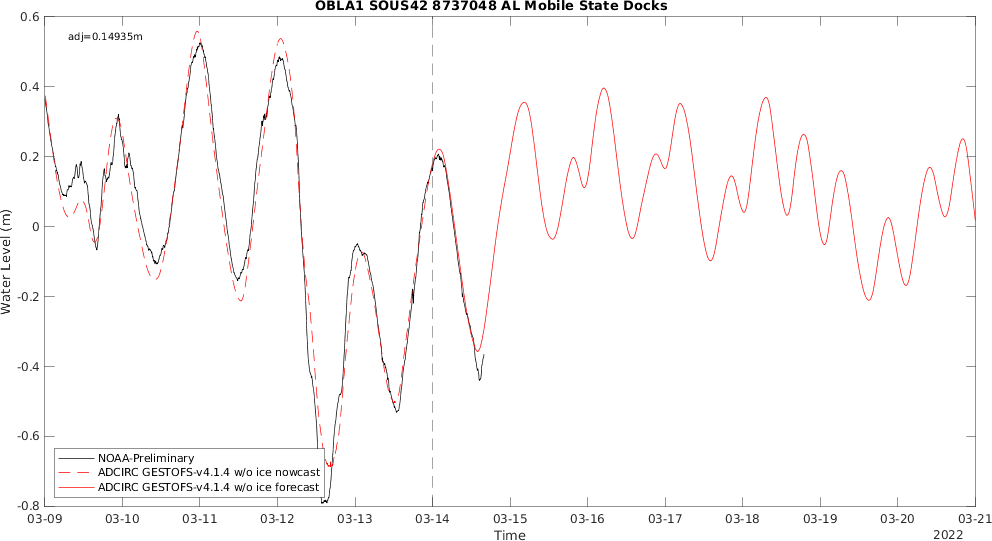 OBLA1 SOUS42 8737048 AL Mobile State Docks
adj=0.14935m
0.6
0.4
0.2
0
-0.2
-0.4
-0.6
-0.8
Water Level (m)
NOAA-Preliminary
ADCIRC GESTOFS-v4.1.4 w/o ice nowcast
ADCIRC GESTOFS-v4.1.4 w/o ice forecast
03-09 03-10 03-11 03-12 03-13 03-14 03-15 03-16 03-17 03-18 03-19 03-20 03-21
Time
2022